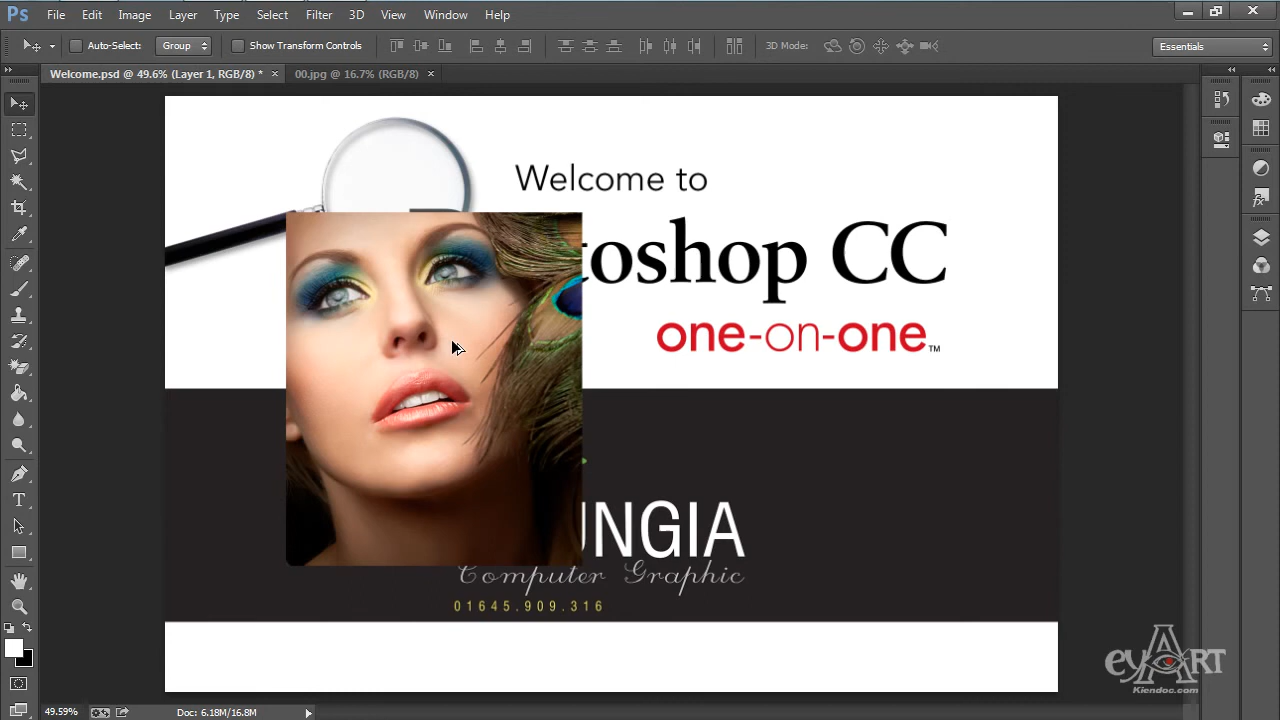 Ps File Edit Image Layer Type Select Filter 3D View Window Help
Auto-Select: Group Show Transform Controls 3D Mode: Essentials
Welcome.psd @ 49.6% (Layer 1, RGB/8) * × 00.jpg @ 16.7% (RGB/8) ×
Welcome to
toshop CC
one-on-one™
UNGIA
Computer Graphic
01645.909.316
eyART
Kiendoc.com
49.59% Doc: 6.18M/16.8M